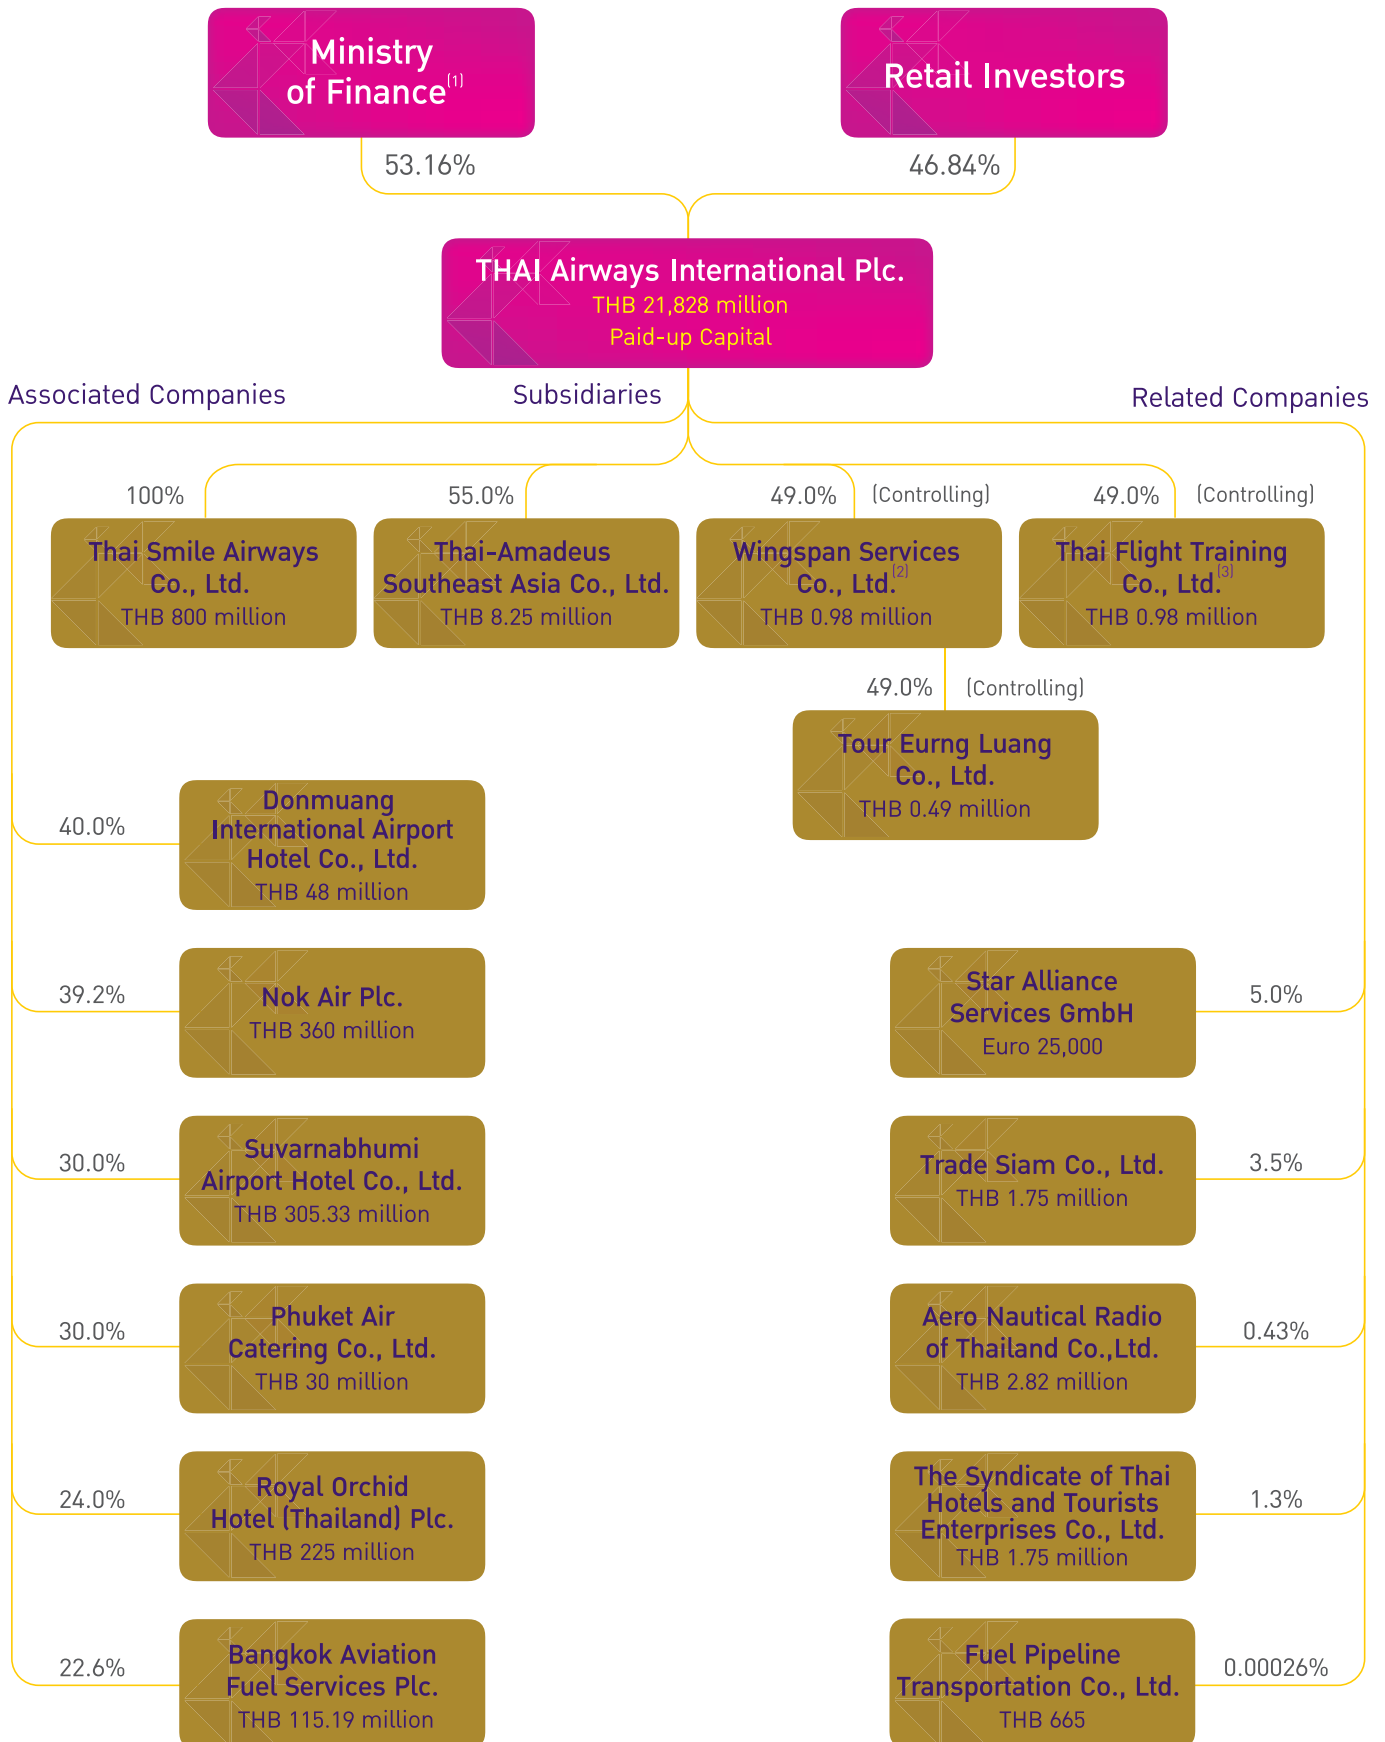 Ministry
of Finance(1)
Retail Investors
53.16%
46.84%
THAI Airways International Plc.
THB 21,828 million
Paid-up Capital
Associated Companies
Subsidiaries
Related Companies
100%
55.0%
49.0% (Controlling)
49.0% (Controlling)
Thai Smile Airways
Co., Ltd.
THB 800 million
Thai-Amadeus
Southeast Asia Co., Ltd.
THB 8.25 million
Wingspan Services
Co., Ltd.(2)
THB 0.98 million
Thai Flight Training
Co., Ltd.(3)
THB 0.98 million
49.0% (Controlling)
Tour Eurng Luang
Co., Ltd.
THB 0.49 million
40.0%
Donmuang
International Airport
Hotel Co., Ltd.
THB 48 million
39.2%
Nok Air Plc.
THB 360 million
30.0%
Suvarnabhumi
Airport Hotel Co., Ltd.
THB 305.33 million
30.0%
Phuket Air
Catering Co., Ltd.
THB 30 million
24.0%
Royal Orchid
Hotel (Thailand) Plc.
THB 225 million
22.6%
Bangkok Aviation
Fuel Services Plc.
THB 115.19 million
Star Alliance
Services GmbH
Euro 25,000
5.0%
Trade Siam Co., Ltd.
THB 1.75 million
3.5%
Aero Nautical Radio
of Thailand Co.,Ltd.
THB 2.82 million
0.43%
The Syndicate of Thai
Hotels and Tourists
Enterprises Co., Ltd.
THB 1.75 million
1.3%
Fuel Pipeline
Transportation Co., Ltd.
THB 665
0.00026%